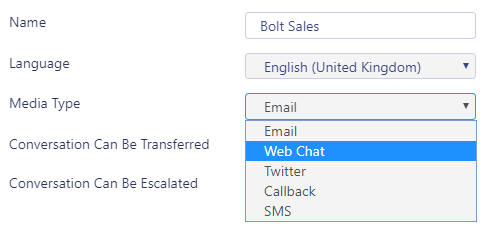 Name Bolt Sales
Language English (United Kingdom)
Media Type Email
Email
Web Chat
Conversation Can Be Transferred
Twitter
Conversation Can Be Escalated
Callback
SMS